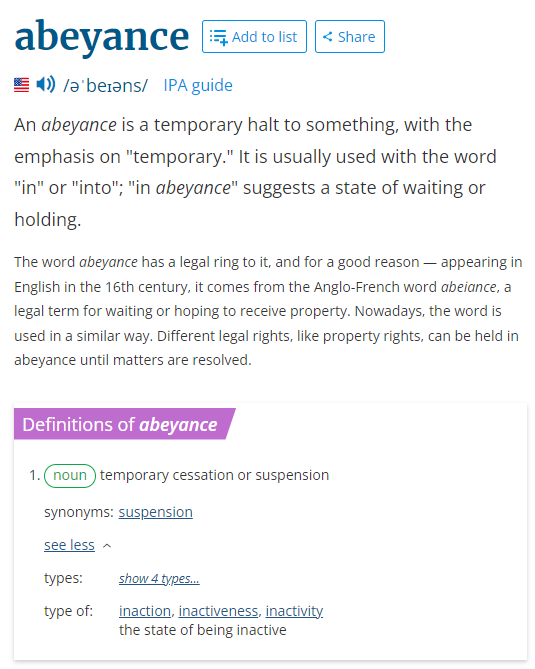 abeyance Add to list Share
/əˈbeɪəns/ IPA guide
An abeyance is a temporary halt to something, with the
emphasis on "temporary." It is usually used with the word
"in" or "into"; "in abeyance" suggests a state of waiting or
holding.
The word abeyance has a legal ring to it, and for a good reason — appearing in
English in the 16th century, it comes from the Anglo-French word abeiance, a
legal term for waiting or hoping to receive property. Nowadays, the word is
used in a similar way. Different legal rights, like property rights, can be held in
abeyance until matters are resolved.
Definitions of abeyance
1. noun temporary cessation or suspension
synonyms: suspension
see less
types: show 4 types...
type of: inaction, inactiveness, inactivity
the state of being inactive